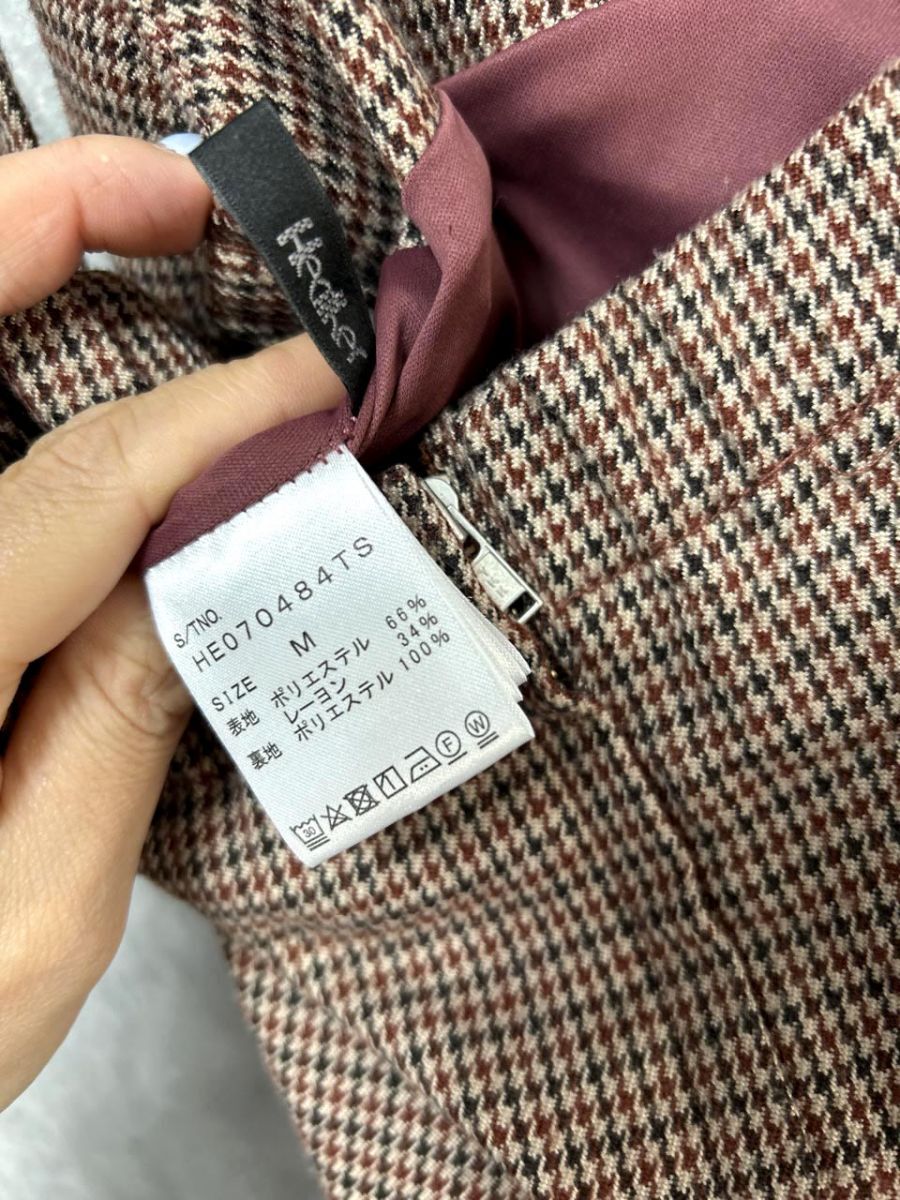 S/TNO.
HE070484TS
SIZE M
表地 ポリエステル 66%
レーヨン 34%
裏地 ポリエステル 100%
30
F
W